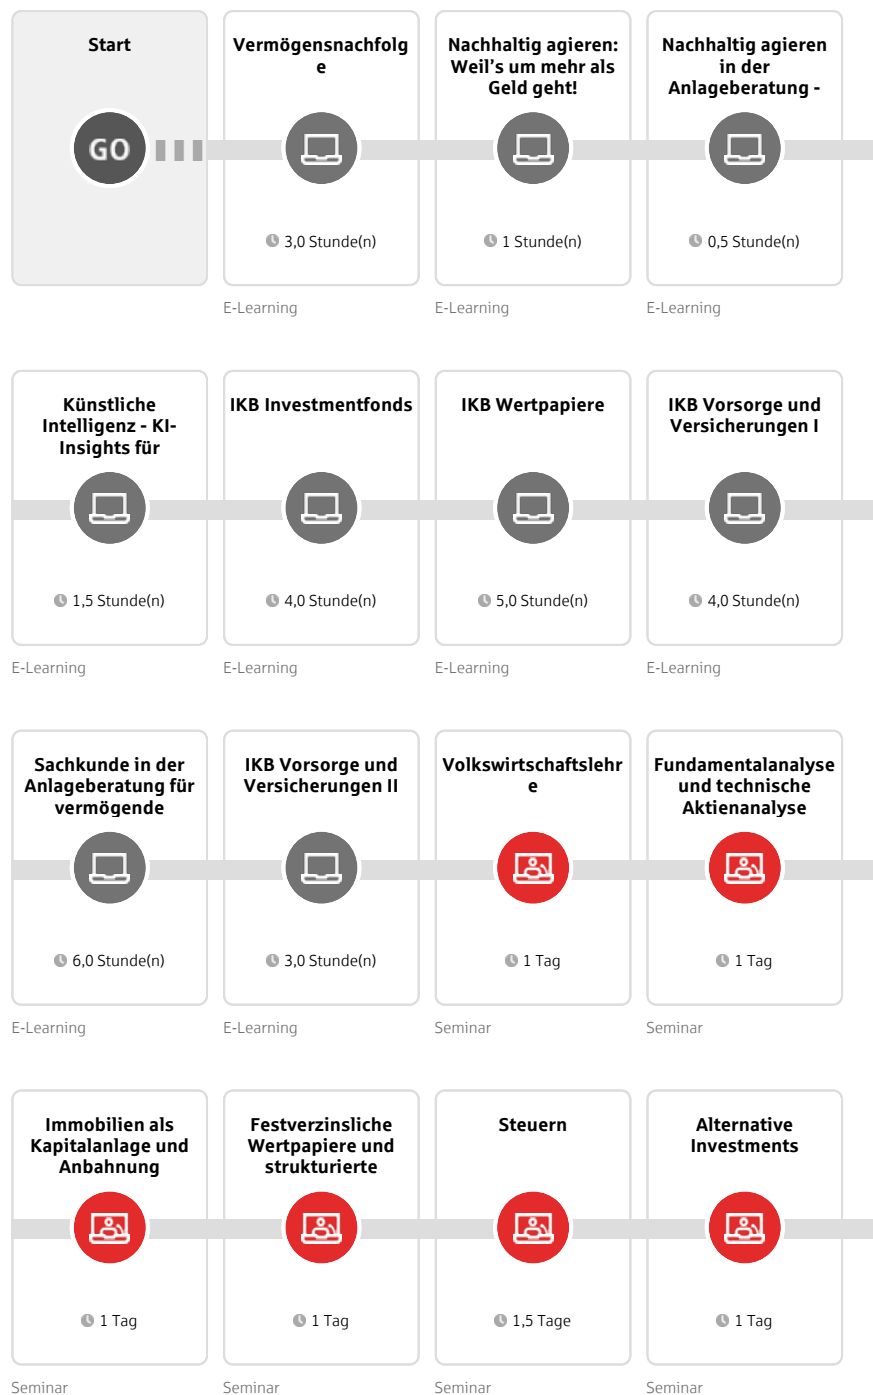 Start
GO
Vermögensnachfolg
e
3,0 Stunde(n)
E-Learning
Nachhaltig agieren:
Weil's um mehr als
Geld geht!
1 Stunde(n)
E-Learning
Nachhaltig agieren
in der
Anlageberatung -
0,5 Stunde(n)
E-Learning
Künstliche
Intelligenz - KI-
Insights für
1,5 Stunde(n)
E-Learning
IKB Investmentfonds
4,0 Stunde(n)
E-Learning
IKB Wertpapiere
5,0 Stunde(n)
E-Learning
IKB Vorsorge und
Versicherungen I
4,0 Stunde(n)
E-Learning
Sachkunde in der
Anlageberatung für
vermögende
6,0 Stunde(n)
E-Learning
IKB Vorsorge und
Versicherungen II
3,0 Stunde(n)
E-Learning
Volkswirtschaftslehr
e
1 Tag
Seminar
Fundamentalanalyse
und technische
Aktienanalyse
1 Tag
Seminar
Immobilien als
Kapitalanlage und
Anbahnung
1 Tag
Seminar
Festverzinsliche
Wertpapiere und
strukturierte
1 Tag
Seminar
Steuern
1,5 Tage
Seminar
Alternative
Investments
1 Tag
Seminar